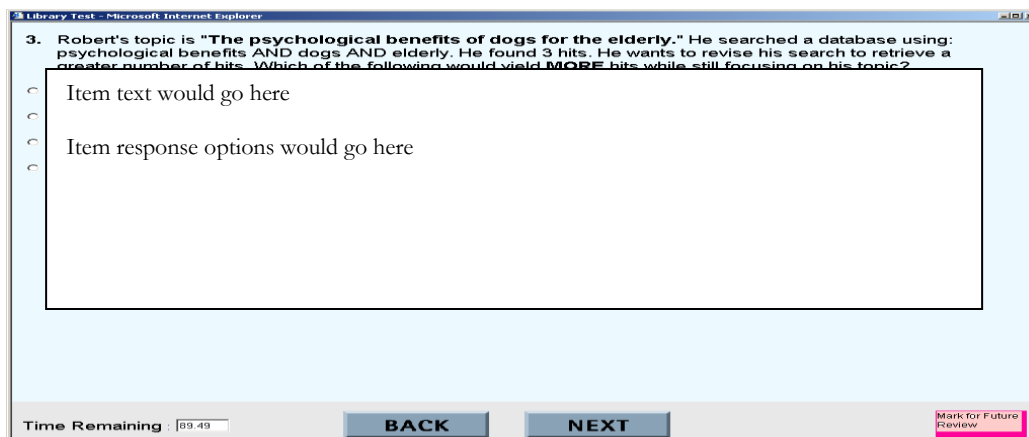 Library Test - Microsoft Internet Explorer
3. Robert's topic is "The psychological benefits of dogs for the elderly." He searched a database using:
psychological benefits AND dogs AND elderly. He found 3 hits. He wants to revise his search to retrieve a
greater number of hits. Which of the following would yield MORE hits while still focusing on his topic?
Item text would go here
Item response options would go here
Time Remaining : 89.49
BACK
NEXT
Mark for Future
Review